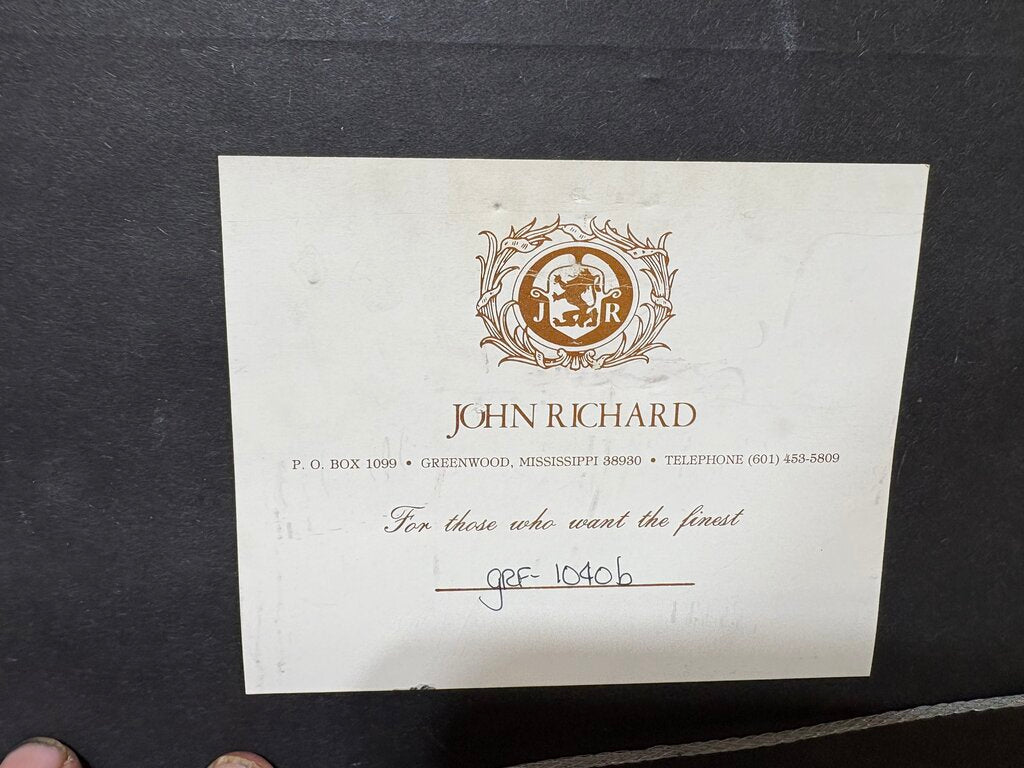 J R
JOHN RICHARD
P. O. BOX 1099 • GREENWOOD, MISSISSIPPI 38930 • TELEPHONE (601) 453-5809
For those who want the finest
GRF- 1040b